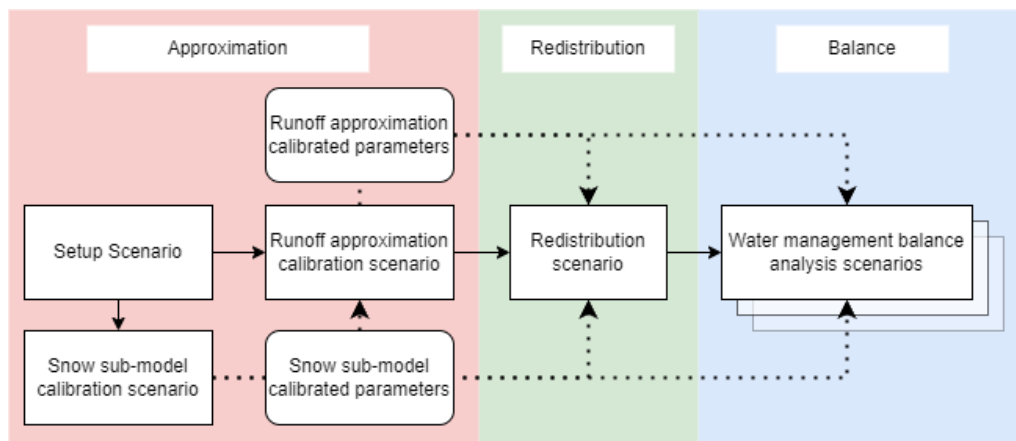 Approximation
Redistribution
Balance
Runoff approximation
calibrated parameters
Setup Scenario
Runoff approximation
calibration scenario
Redistribution
scenario
Water management balance
analysis scenarios
Snow sub-model
calibration scenario
Snow sub-model
calibrated parameters